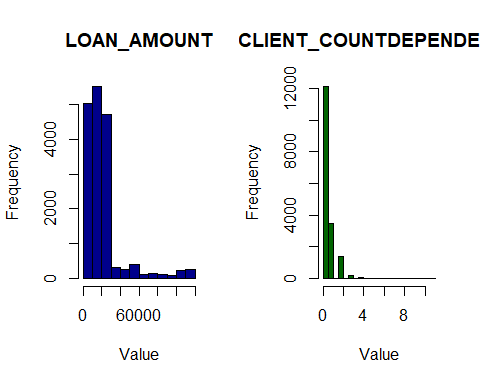 LOAN_AMOUNT
Frequency
0
2000
4000
0
60000
Value
CLIENT_COUNTDEPENDE
Frequency
0
4000
8000
12000
0
4
8
Value